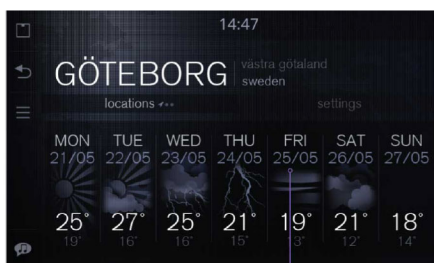 14:47
GÖTEBORG
västra götaland
sweden
locations
settings
MON TUE WED THU FRI SAT SUN
21/05 22/05 23/05 24/05 25/05 26/05 27/05
25° 27° 25° 21° 19° 21° 18°
19° 16° 16° 15° 3° 12° 14°